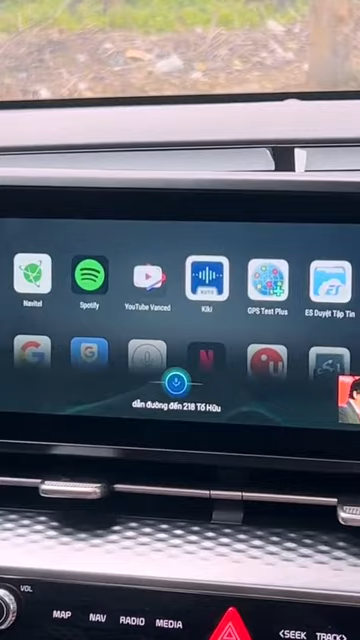 Navitel Spotify YouTube Vanced Kiki GPS Test Plus ES Duyệt Tập Tin
AUTO
dẫn đường đến 218 Tố Hữu
VOL
MAP NAV RADIO MEDIA <SEEK TRACK>